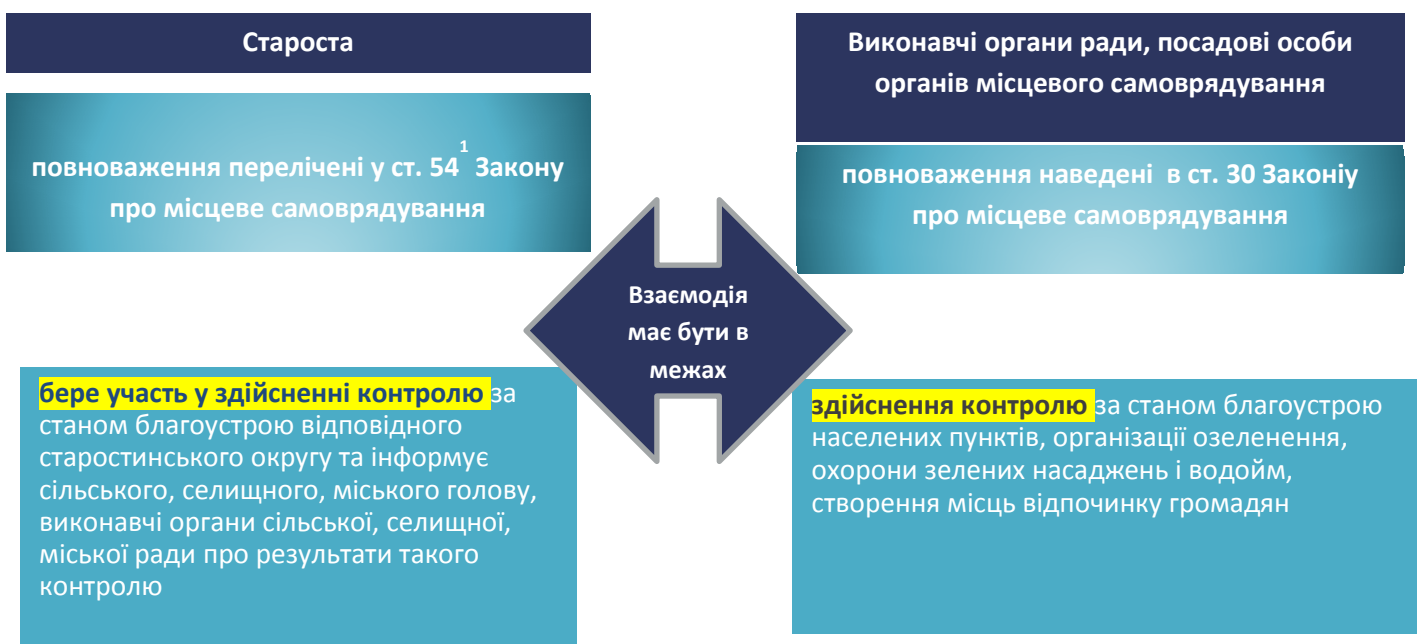 Староста
повноваження перелічені у ст. 54¹ Закону
про місцеве самоврядування
Виконавчі органи ради, посадові особи
органів місцевого самоврядування
повноваження наведені в ст. 30 Законіу
про місцеве самоврядування
Взаємодія
має бути в
межах
бере участь у здійсненні контролю за
станом благоустрою відповідного
старостинського округу та інформує
сільського, селищного, міського голову,
виконавчі органи сільської, селищної,
міської ради про результати такого
контролю
здійснення контролю за станом благоустрою
населених пунктів, організації озеленення,
охорони зелених насаджень і водойм,
створення місць відпочинку громадян